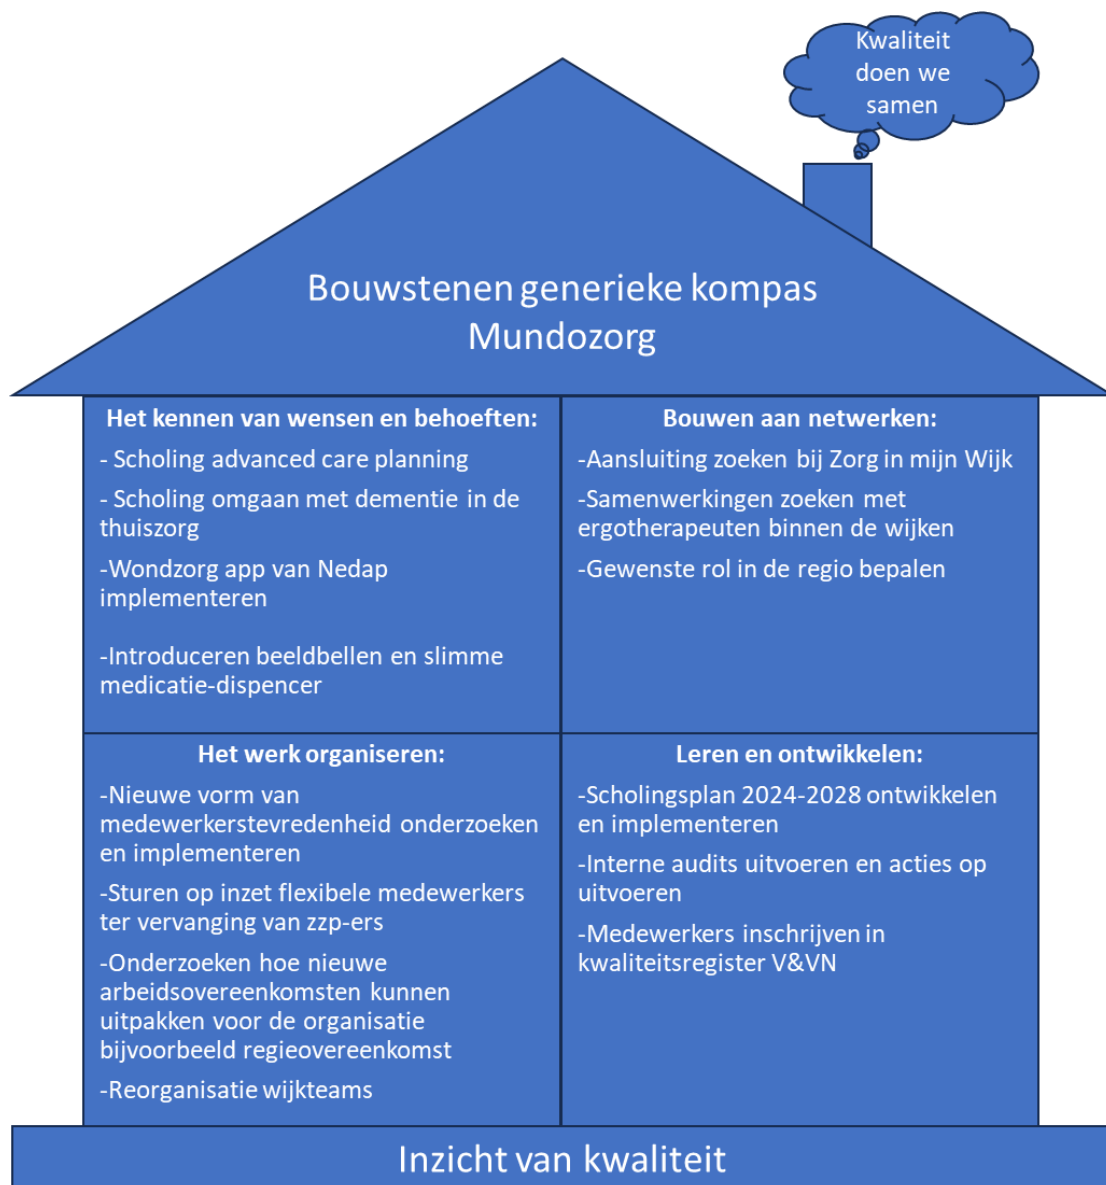 Kwaliteit
doen we
samen
Bouwstenen generieke kompas
Mundozorg
Het kennen van wensen en behoeften:
- Scholing advanced care planning
- Scholing omgaan met dementie in de
thuiszorg
-Wondzorg app van Nedap
implementeren
-Introduceren beeldbellen en slimme
medicatie-dispencer
Bouwen aan netwerken:
-Aansluiting zoeken bij Zorg in mijn Wijk
-Samenwerkingen zoeken met
ergotherapeuten binnen de wijken
-Gewenste rol in de regio bepalen
Het werk organiseren:
-Nieuwe vorm van
medewerkerstevredenheid onderzoeken
en implementeren
-Sturen op inzet flexibele medewerkers
ter vervanging van zzp-ers
-Onderzoeken hoe nieuwe
arbeidsovereenkomsten kunnen
uitpakken voor de organisatie
bijvoorbeeld regieovereenkomst
-Reorganisatie wijkteams
Leren en ontwikkelen:
-Scholingsplan 2024-2028 ontwikkelen
en implementeren
-Interne audits uitvoeren en acties op
uitvoeren
-Medewerkers inschrijven in
kwaliteitsregister V&VN
Inzicht van kwaliteit